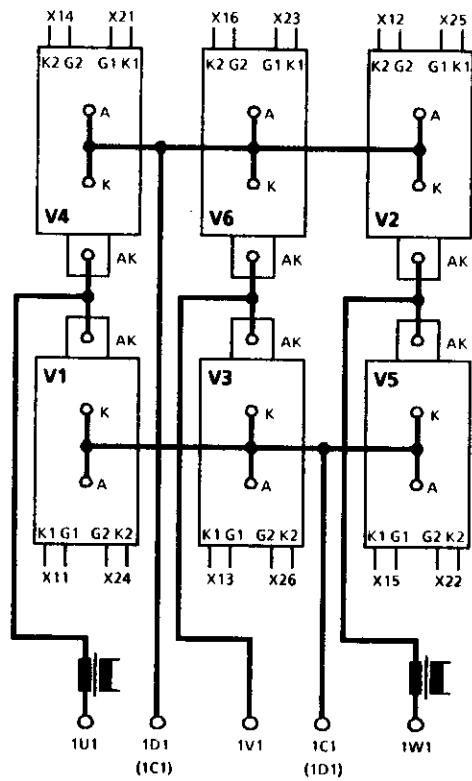 X14 X21 X16 X23 X12 X25
K2 G2 G1 K1 K2 G2 G1 K1 K2 G2 G1 K1
A A A
K K K
V4 V6 V2
AK AK AK
AK AK AK
V1 V3 V5
K K K
A A A
K1 G1 G2 K2 K1 G1 G2 K2 K1 G1 G2 K2
X11 X24 X13 X26 X15 X22
1U1 1D1 1V1 1C1 1W1
(1C1) (1D1)